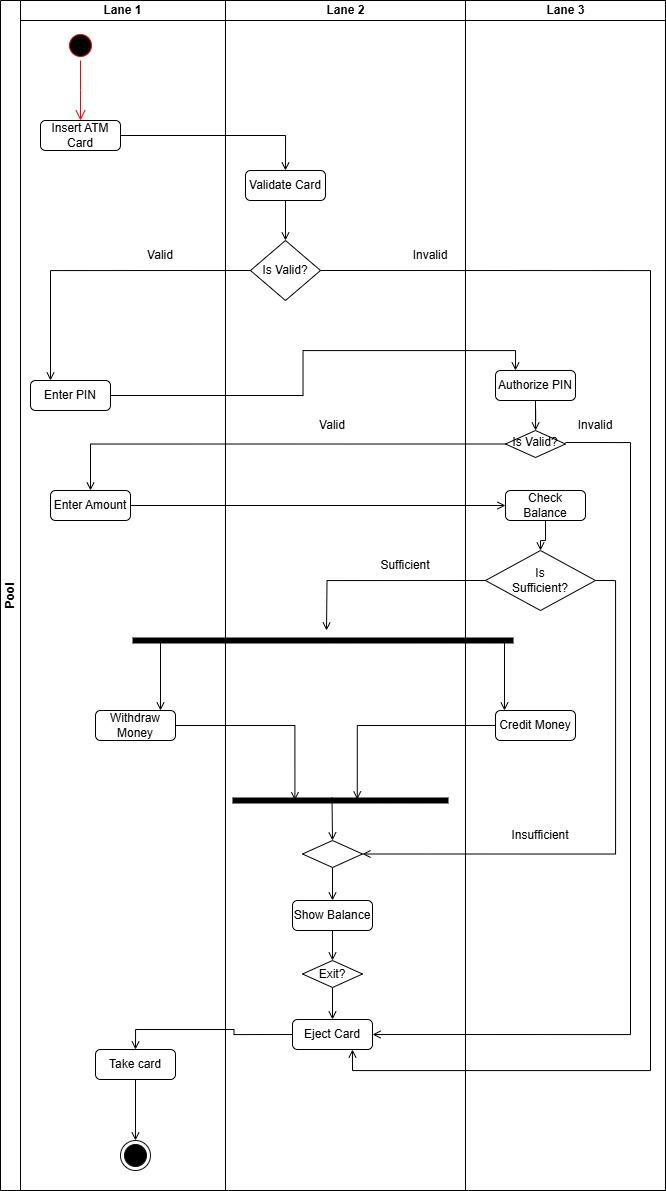 Lane 1
Lane 2
Lane 3
Pool
Insert ATM
Card
Validate Card
Valid
Is Valid?
Invalid
Enter PIN
Authorize PIN
Valid
Is Valid?
Invalid
Enter Amount
Check
Balance
Sufficient
Is
Sufficient?
Withdraw
Money
Credit Money
Insufficient
Show Balance
Exit?
Eject Card
Take card